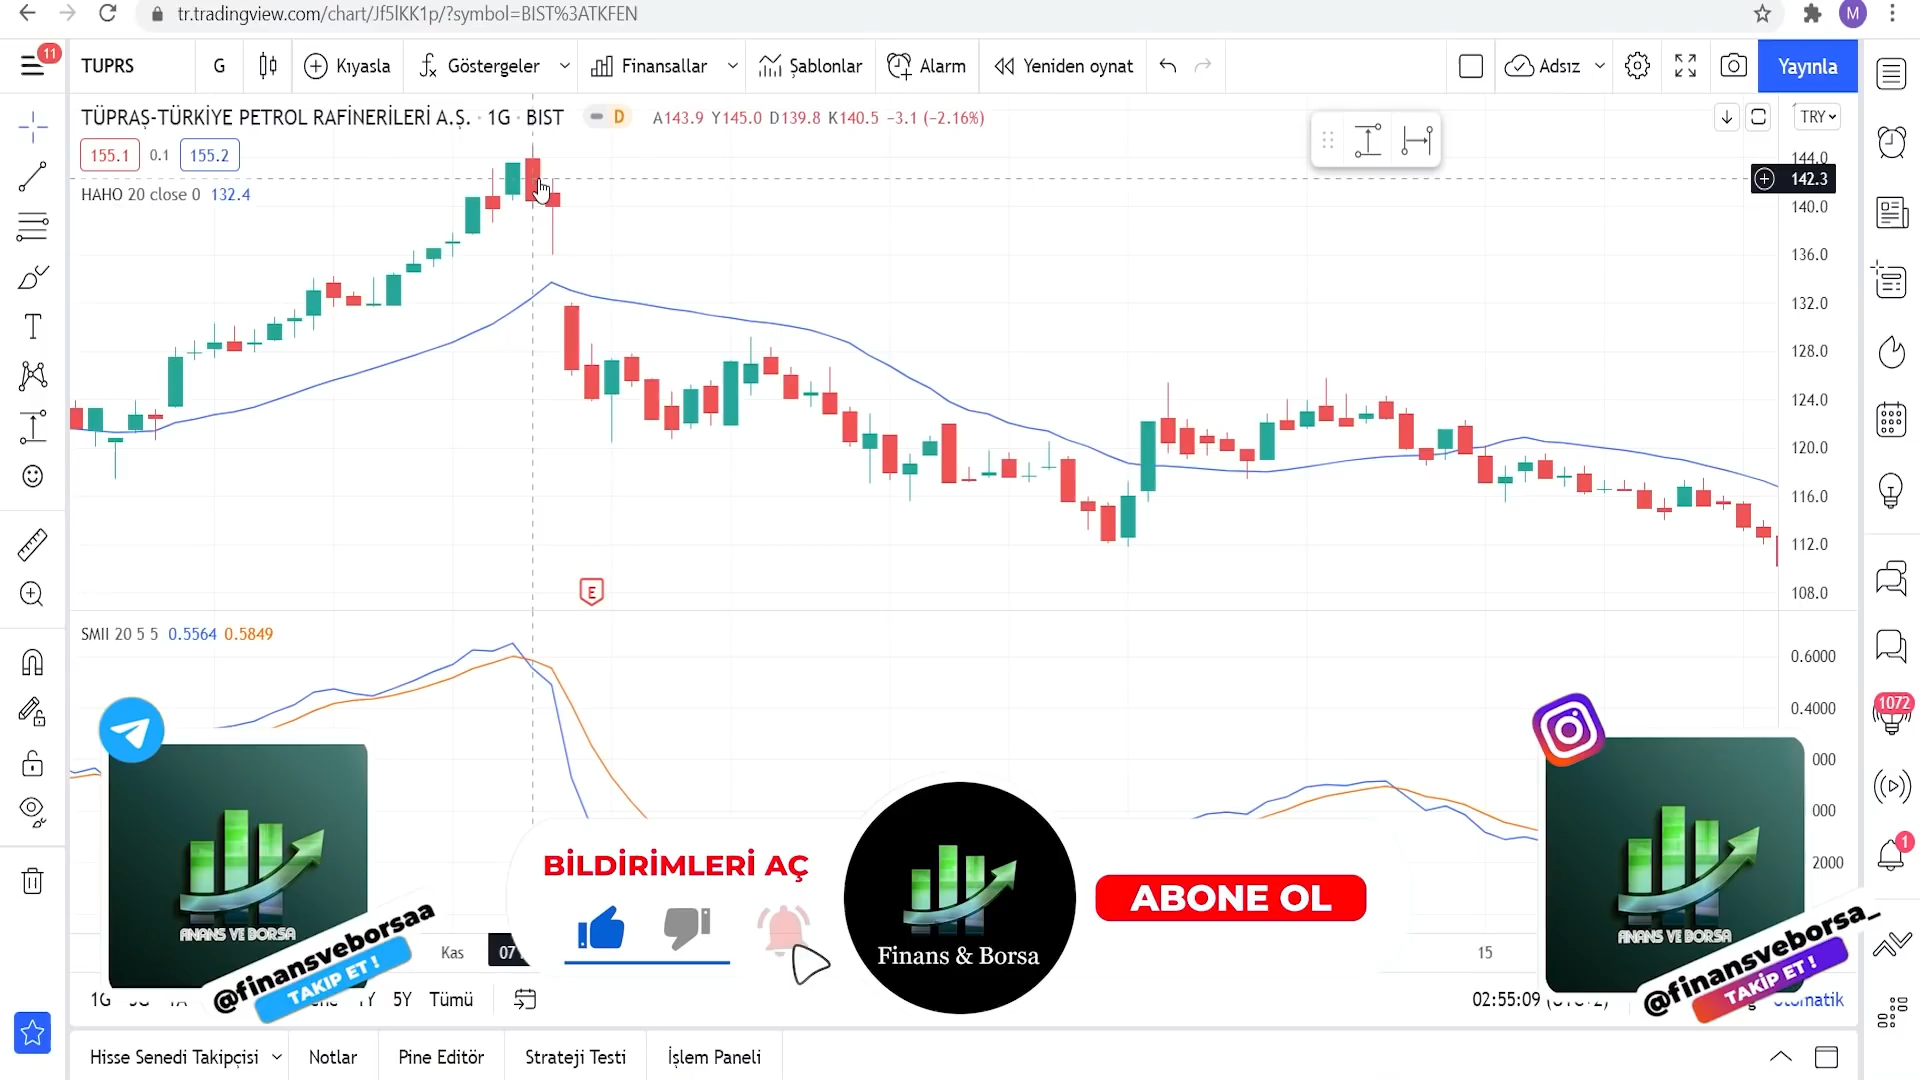 tr.tradingview.com/chart/Jf5lKK1p/?symbol=BIST%3ATKFEN
M
11
TUPRS
G
Kıyasla
Göstergeler
Finansallar
Şablonlar
Alarm
Yeniden oynat
Adsız
Yayınla
TÜPRAŞ-TÜRKİYE PETROL RAFİNERİLERİ A.Ş. · 1G · BIST
D
A143.9 Y145.0 D139.8 K140.5 −3.1 (−2.16%)
TRY
155.1
0.1
155.2
HAHO 20 close 0 132.4
144.0
142.3
140.0
136.0
132.0
128.0
124.0
120.0
116.0
112.0
108.0
E
SMII 20 5 5 0.5564 0.5849
0.6000
0.4000
000
000
2000
1072
1
FINANS VE BORSA
@finansveborsaa
TAKIP ET !
BİLDİRİMLERİ AÇ
Finans & Borsa
ABONE OL
FINANS VE BORSA
@finansveborsa_
TAKİP ET !
Kas
07
15
1G
1Y
5Y
Tümü
02:55:09
Hisse Senedi Takipçisi
Notlar
Pine Editör
Strateji Testi
İşlem Paneli